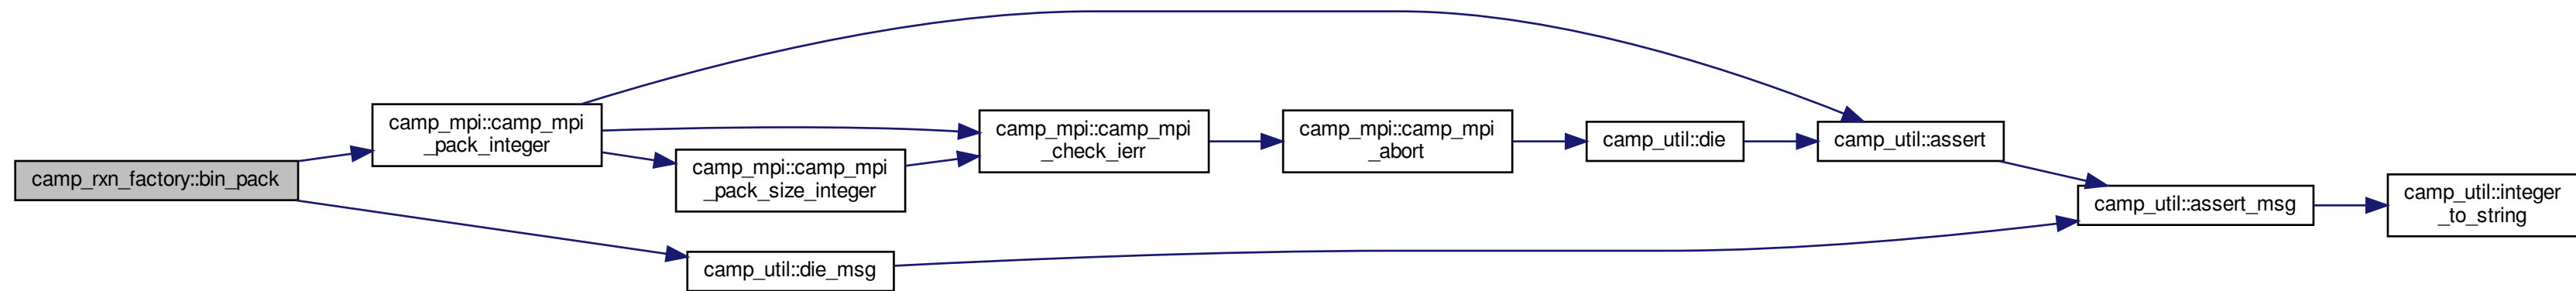 camp_rxn_factory::bin_pack
camp_mpi::camp_mpi
_pack_integer
camp_mpi::camp_mpi
_pack_size_integer
camp_util::die_msg
camp_mpi::camp_mpi
_check_ierr
camp_mpi::camp_mpi
_abort
camp_util::die
camp_util::assert
camp_util::assert_msg
camp_util::integer
_to_string